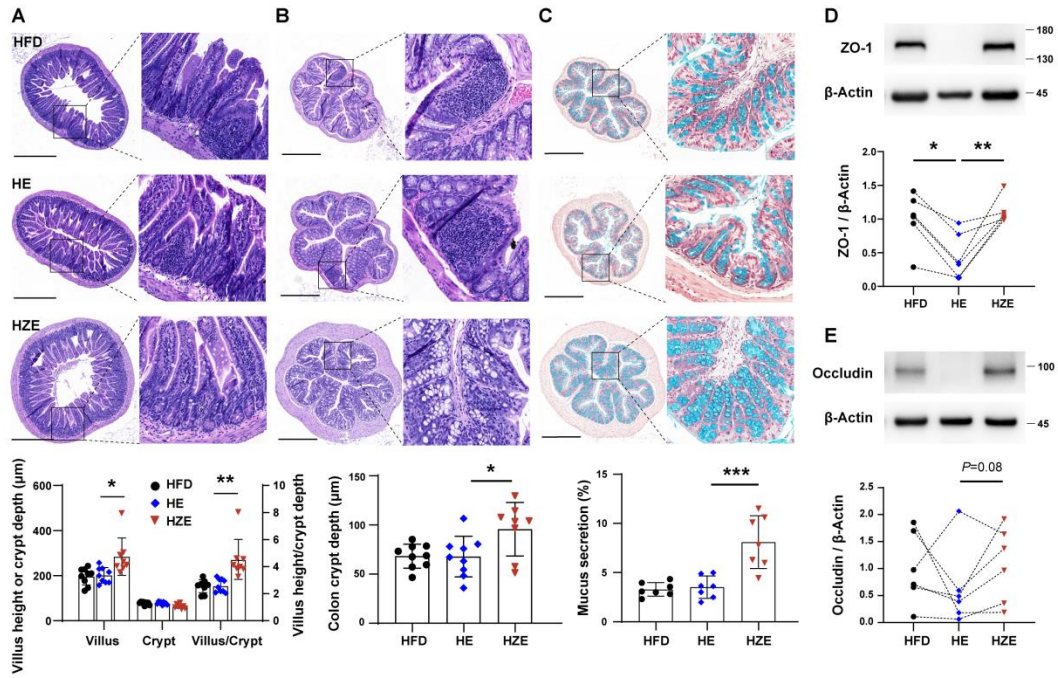 A
B
C
D
HFD
HE
HZE
ZO-1
180
130
β-Actin
45
* **
ZO-1 / β-Actin
2.0
1.5
1.0
0.5
0.0
HFD HE HZE
E
Occludin
100
β-Actin
45
P=0.08
Occludin / β-Actin
2.5
2.0
1.5
1.0
0.5
0.0
HFD HE HZE
Villus height or crypt depth (μm)
600
400
200
0
HFD
HE
HZE
* **
10
8
6
4
2
0
Villus height/crypt depth
Villus Crypt Villus/Crypt
Colon crypt depth (μm)
150
100
50
0
*
HFD HE HZE
Mucus secretion (%)
15
10
5
0
***
HFD HE HZE